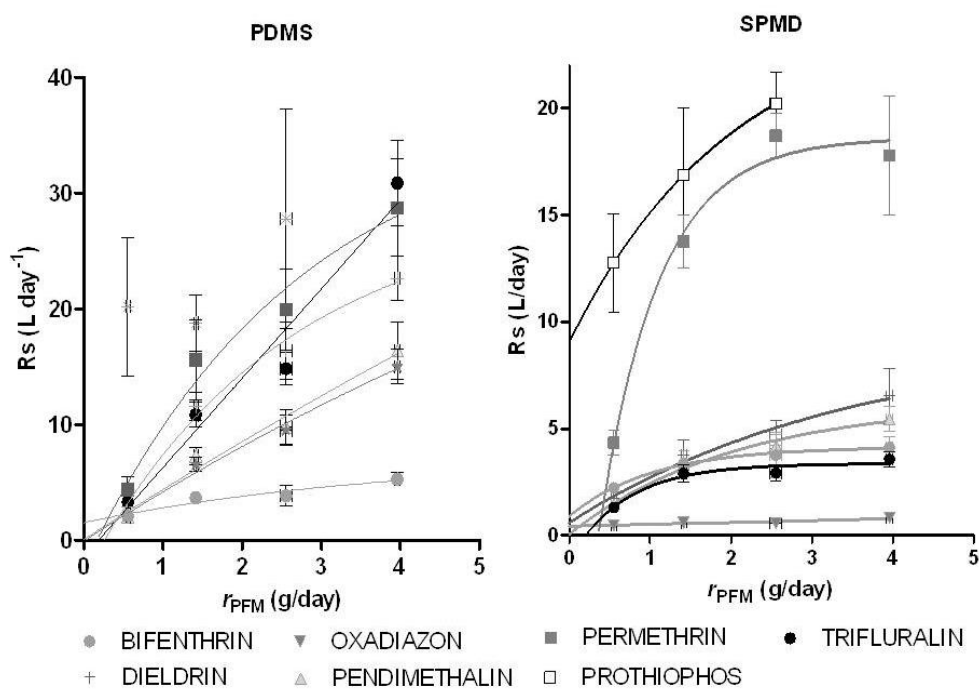 PDMS
SPMD
Rs (L day-1)
40
30
20
10
0
0 1 2 3 4 5
rPFM (g/day)
Rs (L/day)
20
15
10
5
0
0 1 2 3 4 5
rPFM (g/day)
BIFENTHRIN OXADIAZON PERMETHRIN TRIFLURALIN
DIELDRIN PENDIMETHALIN PROTHIOPHOS